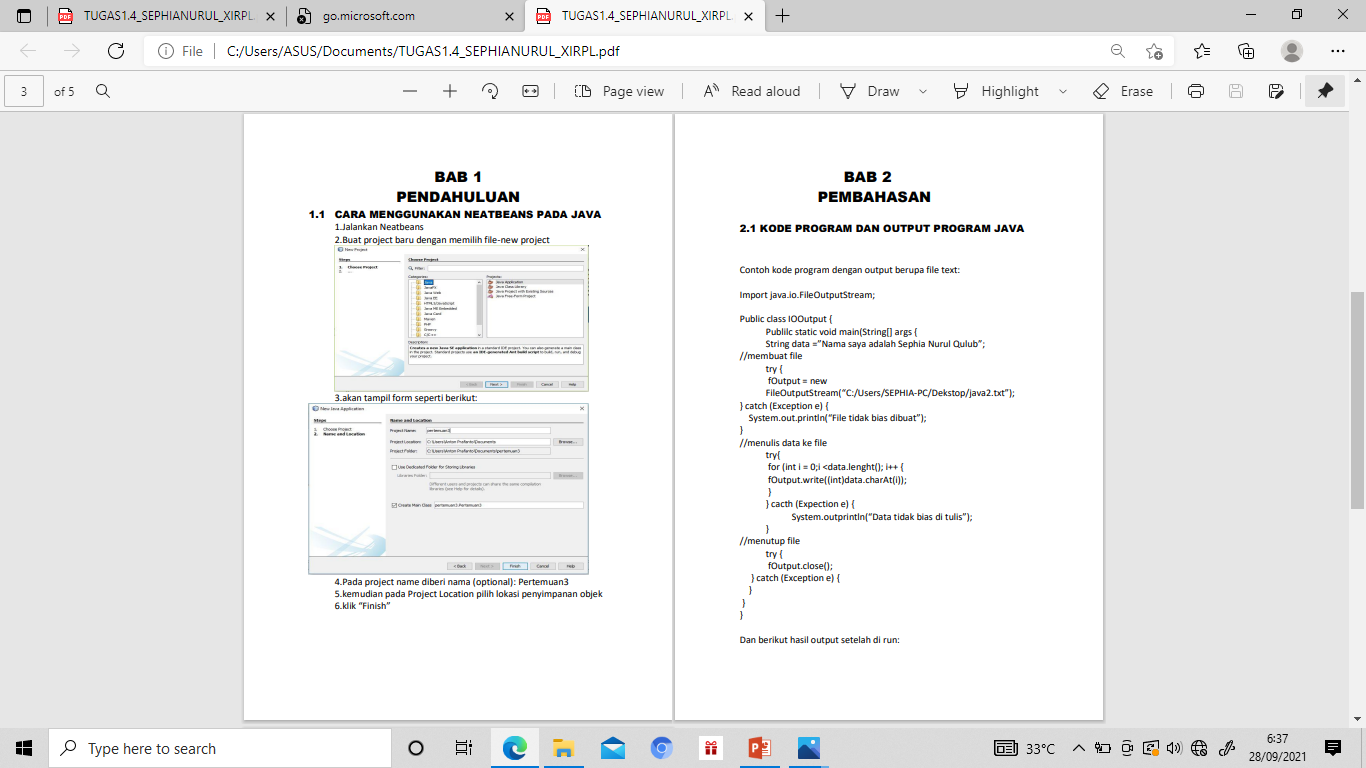 TUGAS1.4_SEPHIANURUL_XIRPL.
go.microsoft.com
TUGAS1.4_SEPHIANURUL_XIRPL.
File
C:/Users/ASUS/Documents/TUGAS1.4_SEPHIANURUL_XIRPL.pdf
3 of 5
Page view
Read aloud
Draw
Highlight
Erase
BAB 1
PENDAHULUAN
1.1 CARA MENGGUNAKAN NEATBEANS PADA JAVA
1.Jalankan Neatbeans
2.Buat project baru dengan memilih file-new project
New Project
Steps
1. Choose Project
2. ...
Choose Project
Filter:
Categories:
Java
JavaFX
Java Web
Java EE
HTML5/JavaScript
Java ME Embedded
Java Card
Maven
PHP
Groovy
C/C++
Projects:
Java Application
Java Class Library
Java Project with Existing Sources
Java Free-Form Project
Description:
Creates a new Java SE application in a standard IDE project. You can also generate a main class
in the project. Standard projects use an IDE-generated Ant build script to build, run, and debug
your project.
< Back
Next >
Finish
Cancel
Help
3.akan tampil form seperti berikut:
New Java Application
Steps
1. Choose Project
2. Name and Location
Name and Location
Project Name: pertemuan3
Project Location: C:\Users\Anton Prafanto\Documents
Browse...
Project Folder: C:\Users\Anton Prafanto\Documents\pertemuan3
Use Dedicated Folder for Storing Libraries
Libraries Folder:
Browse...
Different users and projects can share the same compilation
libraries (see Help for details).
Create Main Class pertemuan3.Pertemuan3
< Back
Next >
Finish
Cancel
Help
4.Pada project name diberi nama (optional): Pertemuan3
5.kemudian pada Project Location pilih lokasi penyimpanan objek
6.klik “Finish”
BAB 2
PEMBAHASAN
2.1 KODE PROGRAM DAN OUTPUT PROGRAM JAVA
Contoh kode program dengan output berupa file text:
Import java.io.FileOutputStream;
Public class IOOutput {
Publilc static void main(String[] args {
String data =”Nama saya adalah Sephia Nurul Qulub”;
//membuat file
try {
fOutput = new
FileOutputStream(“C:/Users/SEPHIA-PC/Dekstop/java2.txt”);
} catch (Exception e) {
System.out.println(“File tidak bias dibuat”);
}
//menulis data ke file
try{
for (int i = 0;i <data.lenght(); i++ {
fOutput.write((int)data.charAt(i));
}
} cacth (Expection e) {
System.outprintln(“Data tidak bias di tulis”);
}
//menutup file
try {
fOutput.close();
} catch (Exception e) {
}
}
}
Dan berikut hasil output setelah di run:
Type here to search
33°C
6:37
28/09/2021